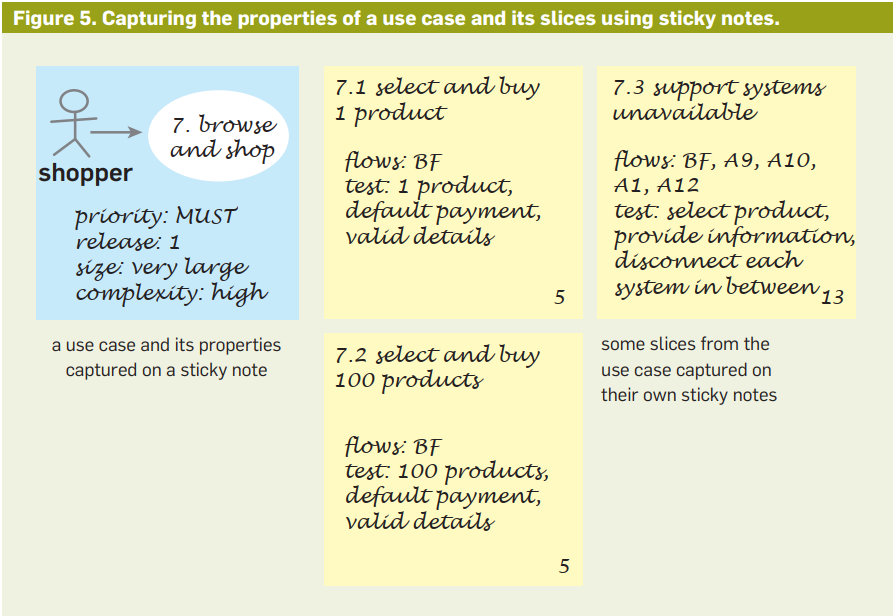 Figure 5. Capturing the properties of a use case and its slices using sticky notes.
7. browse
and shop
shopper
priority: MUST
release: 1
size: very large
complexity: high
a use case and its properties
captured on a sticky note
7.1 select and buy
1 product
flows: BF
test: 1 product,
default payment,
valid details
5
7.2 select and buy
100 products
flows: BF
test: 100 products,
default payment,
valid details
5
7.3 support systems
unavailable
flows: BF, A9, A10,
A1, A12
test: select product,
provide information,
disconnect each
system in between
13
some slices from the
use case captured on
their own sticky notes